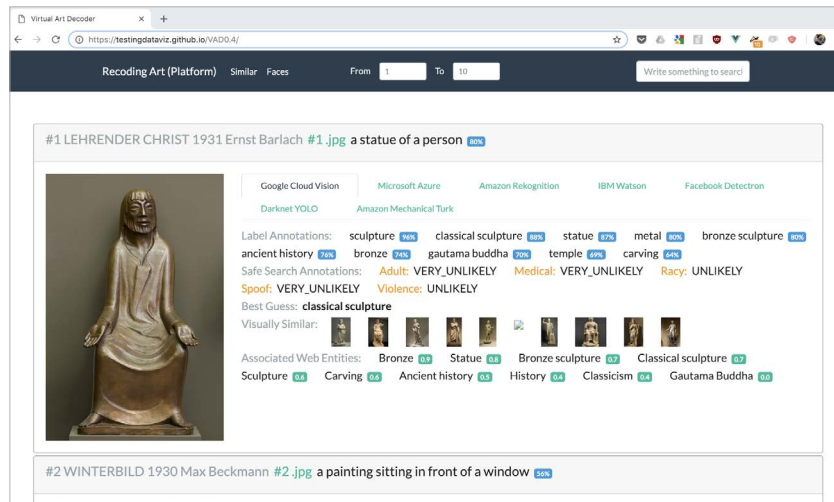 Virtual Art Decoder
https://testingdataviz.github.io/VAD0.4/
Recoding Art (Platform) Similar Faces From 1 To 10 Write something to search
#1 LEHRENDER CHRIST 1931 Ernst Barlach #1 .jpg a statue of a person 80%
Google Cloud Vision Microsoft Azure Amazon Rekognition IBM Watson Facebook Detectron
Darknet YOLO Amazon Mechanical Turk
Label Annotations: sculpture 96% classical sculpture 88% statue 87% metal 80% bronze sculpture 80%
ancient history 76% bronze 74% gautama buddha 70% temple 69% carving 64%
Safe Search Annotations: Adult: VERY_UNLIKELY Medical: VERY_UNLIKELY Racy: UNLIKELY
Spoof: VERY_UNLIKELY Violence: UNLIKELY
Best Guess: classical sculpture
Visually Similar:
Associated Web Entities: Bronze 0.9 Statue 0.8 Bronze sculpture 0.7 Classical sculpture 0.7
Sculpture 0.6 Carving 0.6 Ancient history 0.5 History 0.4 Classicism 0.4 Gautama Buddha 0.0
#2 WINTERBILD 1930 Max Beckmann #2 .jpg a painting sitting in front of a window 56%